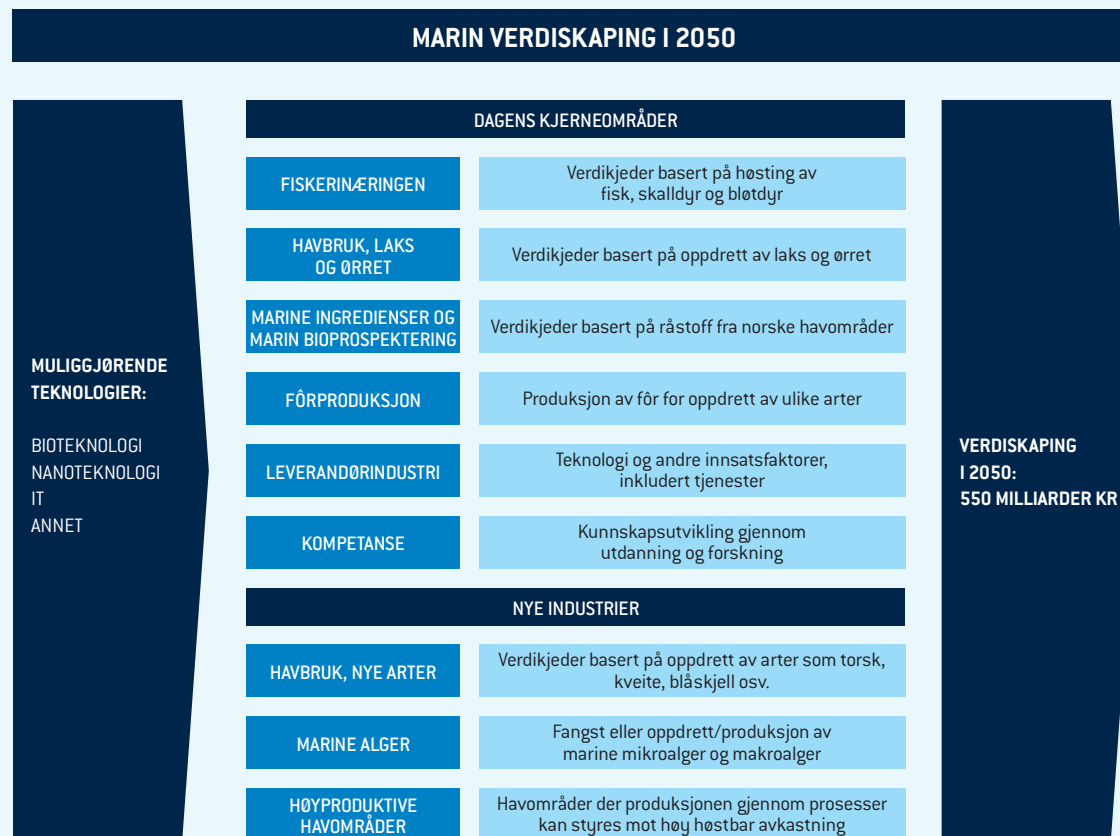 MARIN VERDISKAPING I 2050
MULIGGJØRENDE
TEKNOLOGIER:
BIOTEKNOLOGI
NANOTEKNOLOGI
IT
ANNET
DAGENS KJERNEOMRÅDER
FISKERINÆRINGEN
Verdikjeder basert på høsting av
fisk, skalldyr og bløtdyr
HAVBRUK, LAKS
OG ØRRET
Verdikjeder basert på oppdrett av laks og ørret
MARINE INGREDIENSER OG
MARIN BIOPROSPEKTERING
Verdikjeder basert på råstoff fra norske havområder
FÔRPRODUKSJON
Produksjon av fôr for oppdrett av ulike arter
LEVERANDØRINDUSTRI
Teknologi og andre innsatsfaktorer,
inkludert tjenester
KOMPETANSE
Kunnskapsutvikling gjennom
utdanning og forskning
NYE INDUSTRIER
HAVBRUK, NYE ARTER
Verdikjeder basert på oppdrett av arter som torsk,
kveite, blåskjell osv.
MARINE ALGER
Fangst eller oppdrett/produksjon av
marine mikroalger og makroalger
HØYPRODUKTIVE
HAVOMRÅDER
Havområder der produksjonen gjennom prosesser
kan styres mot høy høstbar avkastning
VERDISKAPING
I 2050:
550 MILLIARDER KR